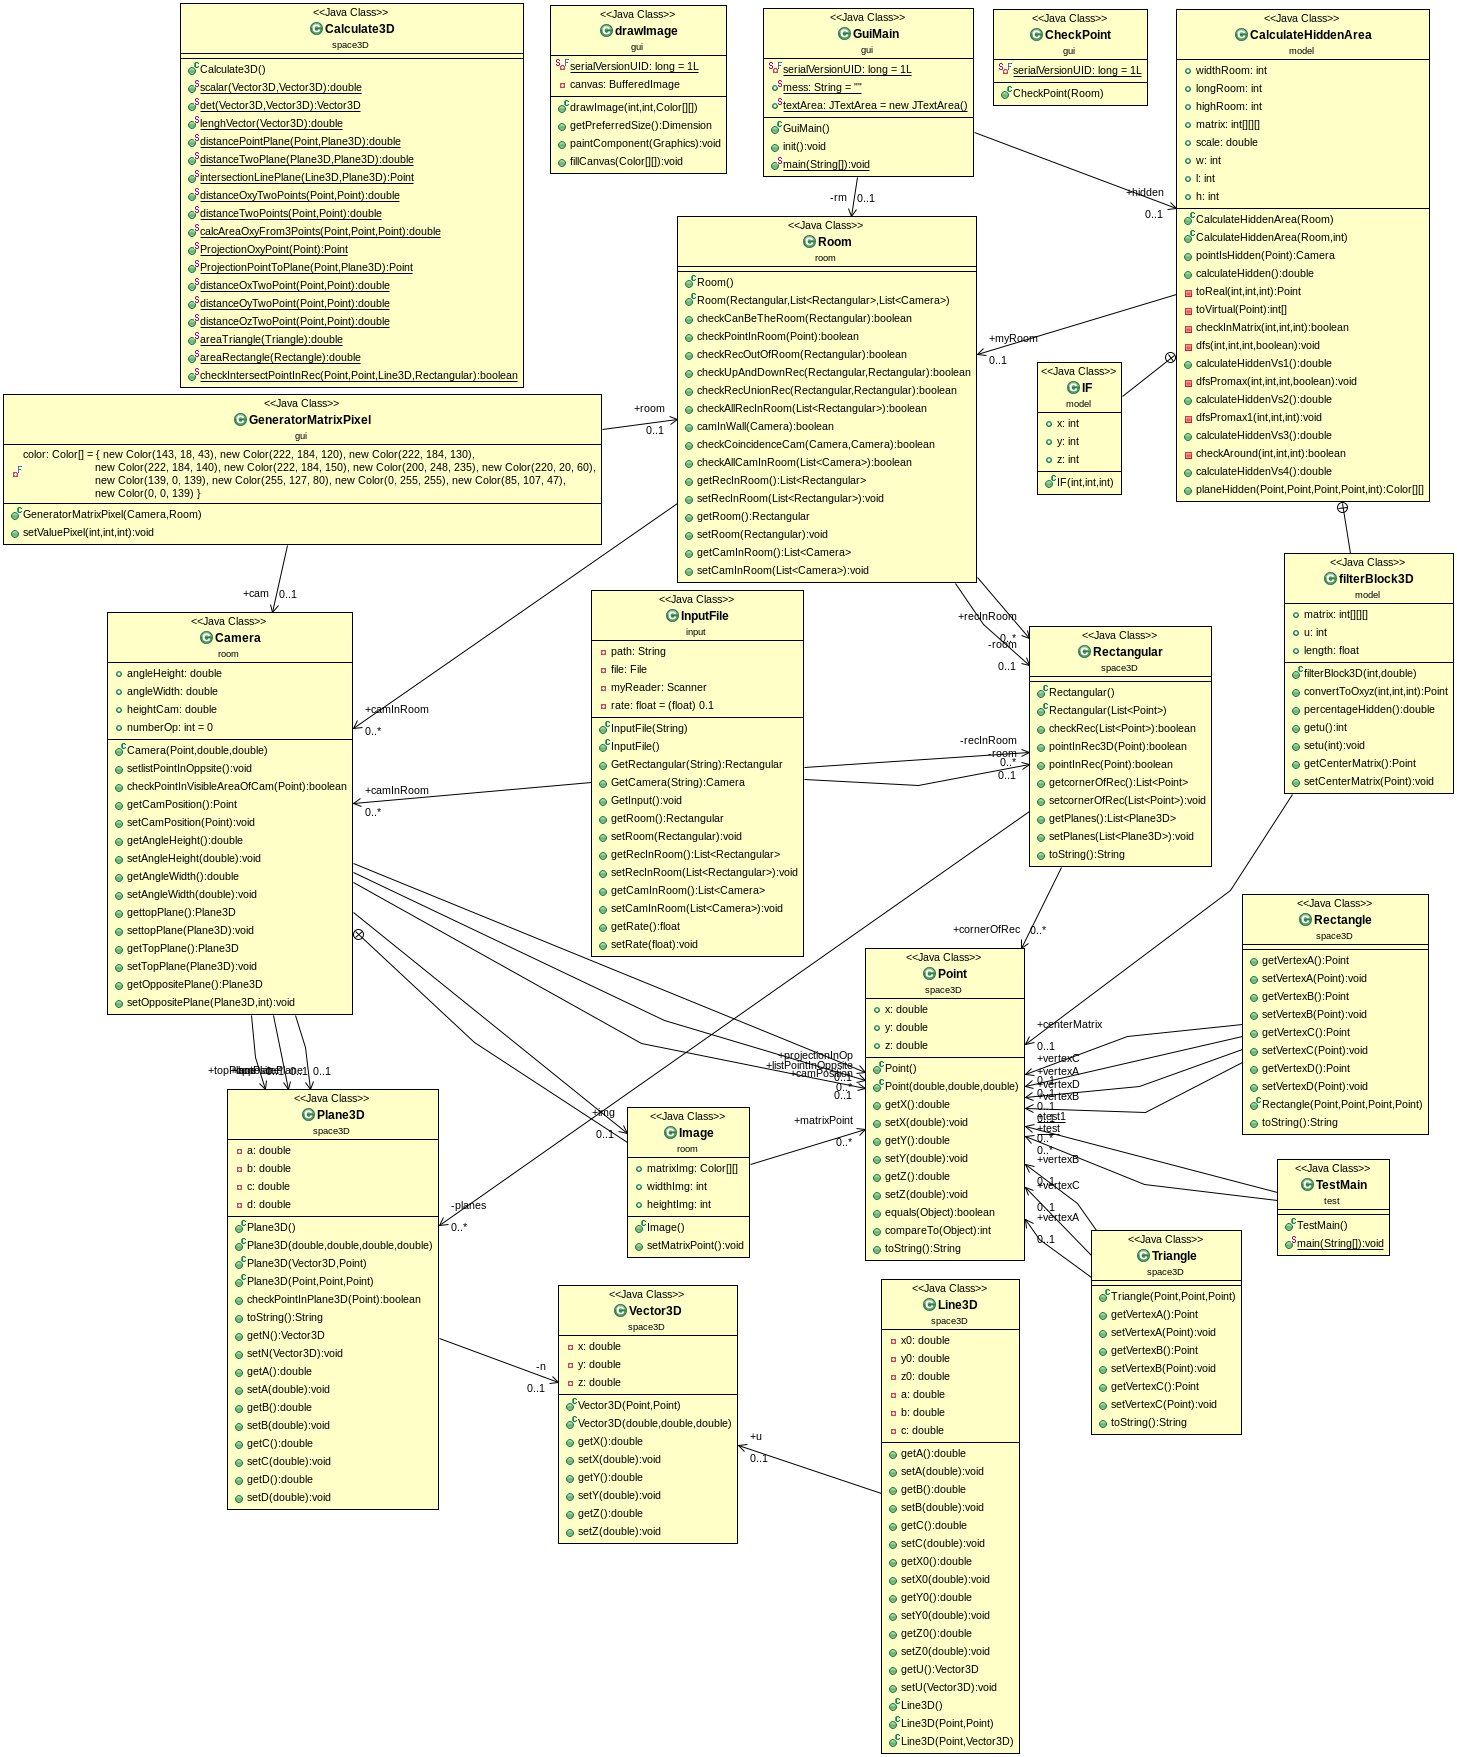 <<Java Class>>
Calculate3D
space3D
Calculate3D()
scalar(Vector3D,Vector3D):double
det(Vector3D,Vector3D):Vector3D
lenghVector(Vector3D):double
distancePointPlane(Point,Plane3D):double
distanceTwoPlane(Plane3D,Plane3D):double
intersectionLinePlane(Line3D,Plane3D):Point
distanceOxyTwoPoints(Point,Point):double
distanceTwoPoints(Point,Point):double
calcAreaOxyFrom3Points(Point,Point,Point):double
ProjectionOxyPoint(Point):Point
ProjectionPointToPlane(Point,Plane3D):Point
distanceOxTwoPoint(Point,Point):double
distanceOyTwoPoint(Point,Point):double
distanceOzTwoPoint(Point,Point):double
areaTriangle(Triangle):double
areaRectangle(Rectangle):double
checkIntersectPointInRec(Point,Point,Line3D,Rectangular):boolean
<<Java Class>>
drawImage
gui
serialVersionUID: long = 1L
canvas: BufferedImage
drawImage(int,int,Color[][])
getPreferredSize():Dimension
paintComponent(Graphics):void
fillCanvas(Color[][]):void
<<Java Class>>
GuiMain
gui
serialVersionUID: long = 1L
mess: String = ""
textArea: JTextArea = new JTextArea()
GuiMain()
init():void
main(String[]):void
<<Java Class>>
CheckPoint
gui
serialVersionUID: long = 1L
CheckPoint(Room)
<<Java Class>>
CalculateHiddenArea
model
widthRoom: int
longRoom: int
highRoom: int
matrix: int[][][]
scale: double
w: int
l: int
h: int
CalculateHiddenArea(Room)
CalculateHiddenArea(Room,int)
pointIsHidden(Point):Camera
calculateHidden():double
toReal(int,int,int):Point
toVirtual(Point):int[]
checkInMatrix(int,int,int):boolean
dfs(int,int,int,boolean):void
calculateHiddenVs1():double
dfsPromax(int,int,int,boolean):void
calculateHiddenVs2():double
dfsPromax1(int,int,int):void
calculateHiddenVs3():double
checkAround(int,int,int):boolean
calculateHiddenVs4():double
planeHidden(Point,Point,Point,Point,int):Color[][]
-rm
0..1
+hidden
0..1
+myRoom
0..1
<<Java Class>>
Room
room
Room()
Room(Rectangular,List<Rectangular>,List<Camera>)
checkCanBeTheRoom(Rectangular):boolean
checkPointInRoom(Point):boolean
checkRecOutOfRoom(Rectangular):boolean
checkUpAndDownRec(Rectangular,Rectangular):boolean
checkRecUnionRec(Rectangular,Rectangular):boolean
checkAllRecInRoom(List<Rectangular>):boolean
camInWall(Camera):boolean
checkCoincidenceCam(Camera,Camera):boolean
checkAllCamInRoom(List<Camera>):boolean
getRecInRoom():List<Rectangular>
setRecInRoom(List<Rectangular>):void
getRoom():Rectangular
setRoom(Rectangular):void
getCamInRoom():List<Camera>
setCamInRoom(List<Camera>):void
<<Java Class>>
IF
model
x: int
y: int
z: int
IF(int,int,int)
<<Java Class>>
GeneratorMatrixPixel
gui
color: Color[] = { new Color(143, 18, 43), new Color(222, 184, 120), new Color(222, 184, 130),
new Color(222, 184, 140), new Color(222, 184, 150), new Color(200, 248, 235), new Color(220, 20, 60),
new Color(139, 0, 139), new Color(255, 127, 80), new Color(0, 255, 255), new Color(85, 107, 47),
new Color(0, 0, 139) }
GeneratorMatrixPixel(Camera,Room)
setValuePixel(int,int,int):void
+room
0..1
+cam
0..1
<<Java Class>>
filterBlock3D
model
matrix: int[][][]
u: int
length: float
filterBlock3D(int,double)
convertToOxyz(int,int,int):Point
percentageHidden():double
getu():int
setu(int):void
getCenterMatrix():Point
setCenterMatrix(Point):void
<<Java Class>>
Camera
room
angleHeight: double
angleWidth: double
heightCam: double
numberOp: int = 0
Camera(Point,double,double)
setlistPointInOppsite():void
checkPointInVisibleAreaOfCam(Point):boolean
getCamPosition():Point
setCamPosition(Point):void
getAngleHeight():double
setAngleHeight(double):void
getAngleWidth():double
setAngleWidth(double):void
gettopPlane():Plane3D
settopPlane(Plane3D):void
getTopPlane():Plane3D
setTopPlane(Plane3D):void
getOppositePlane():Plane3D
setOppositePlane(Plane3D,int):void
+camInRoom
0..*
+camInRoom
0..*
<<Java Class>>
InputFile
input
path: String
file: File
myReader: Scanner
rate: float = (float) 0.1
InputFile(String)
InputFile()
GetRectangular(String):Rectangular
GetCamera(String):Camera
GetInput():void
getRoom():Rectangular
setRoom(Rectangular):void
getRecInRoom():List<Rectangular>
setRecInRoom(List<Rectangular>):void
getCamInRoom():List<Camera>
setCamInRoom(List<Camera>):void
getRate():float
setRate(float):void
+recInRoom
0..*
-room
0..1
-recInRoom
-room
0..*
0..1
<<Java Class>>
Rectangular
space3D
Rectangular()
Rectangular(List<Point>)
checkRec(List<Point>):boolean
pointInRec3D(Point):boolean
pointInRec(Point):boolean
getcornerOfRec():List<Point>
setcornerOfRec(List<Point>):void
getPlanes():List<Plane3D>
setPlanes(List<Plane3D>):void
toString():String
+cornerOfRec
0..*
<<Java Class>>
Rectangle
space3D
getVertexA():Point
setVertexA(Point):void
getVertexB():Point
setVertexB(Point):void
getVertexC():Point
setVertexC(Point):void
getVertexD():Point
setVertexD(Point):void
Rectangle(Point,Point,Point,Point)
toString():String
<<Java Class>>
Point
space3D
x: double
y: double
z: double
Point()
Point(double,double,double)
getX():double
setX(double):void
getY():double
setY(double):void
getZ():double
setZ(double):void
equals(Object):boolean
compareTo(Object):int
toString():String
+projectionInOp
+listPointInOpposite
0..1
+camPosition
0..*
0..1
+centerMatrix
0..1
+vertexC
+vertexA
0..1
+vertexD
+vertexB
0..1
+test1
+test
0..*
0..*
+vertexB
0..1
+vertexC
0..1
+vertexA
0..1
0..1
0..1
<<Java Class>>
Plane3D
space3D
a: double
b: double
c: double
d: double
Plane3D()
Plane3D(double,double,double,double)
Plane3D(Vector3D,Point)
Plane3D(Point,Point,Point)
checkPointInPlane3D(Point):boolean
toString():String
getN():Vector3D
setN(Vector3D):void
getA():double
setA(double):void
getB():double
setB(double):void
getC():double
setC(double):void
getD():double
setD(double):void
+img
0..1
<<Java Class>>
Image
room
matrixImg: Color[][]
widthImg: int
heightImg: int
Image()
setMatrixPoint():void
+matrixPoint
0..*
-planes
0..*
<<Java Class>>
TestMain
test
TestMain()
main(String[]):void
<<Java Class>>
Triangle
space3D
Triangle(Point,Point,Point)
getVertexA():Point
setVertexA(Point):void
getVertexB():Point
setVertexB(Point):void
getVertexC():Point
setVertexC(Point):void
toString():String
<<Java Class>>
Vector3D
space3D
x: double
y: double
z: double
Vector3D(Point,Point)
Vector3D(double,double,double)
getX():double
setX(double):void
getY():double
setY(double):void
getZ():double
setZ(double):void
-n
0..1
+u
0..1
<<Java Class>>
Line3D
space3D
x0: double
y0: double
z0: double
a: double
b: double
c: double
getA():double
setA(double):void
getB():double
setB(double):void
getC():double
setC(double):void
getX0():double
setX0(double):void
getY0():double
setY0(double):void
getZ0():double
setZ0(double):void
getU():Vector3D
setU(Vector3D):void
Line3D()
Line3D(Point,Point)
Line3D(Point,Vector3D)